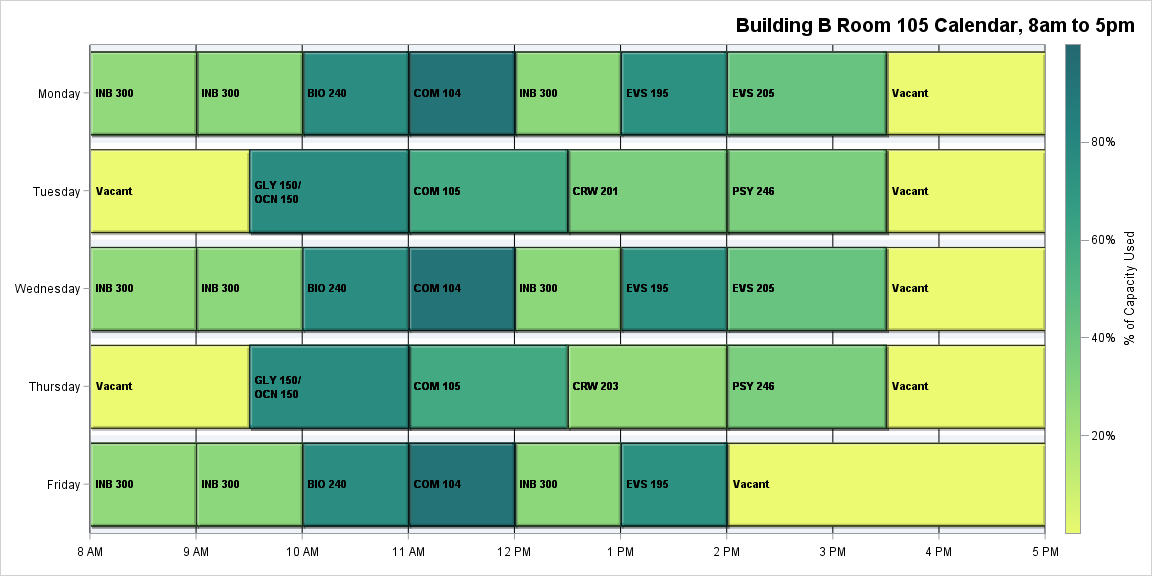 Building B Room 105 Calendar, 8am to 5pm
Monday
INB 300
INB 300
BIO 240
COM 104
INB 300
EVS 195
EVS 205
Vacant
Tuesday
Vacant
GLY 150/
OCN 150
COM 105
CRW 201
PSY 246
Vacant
Wednesday
INB 300
INB 300
BIO 240
COM 104
INB 300
EVS 195
EVS 205
Vacant
Thursday
Vacant
GLY 150/
OCN 150
COM 105
CRW 203
PSY 246
Vacant
Friday
INB 300
INB 300
BIO 240
COM 104
INB 300
EVS 195
Vacant
8 AM
9 AM
10 AM
11 AM
12 PM
1 PM
2 PM
3 PM
4 PM
5 PM
80%
60%
40%
20%
% of Capacity Used